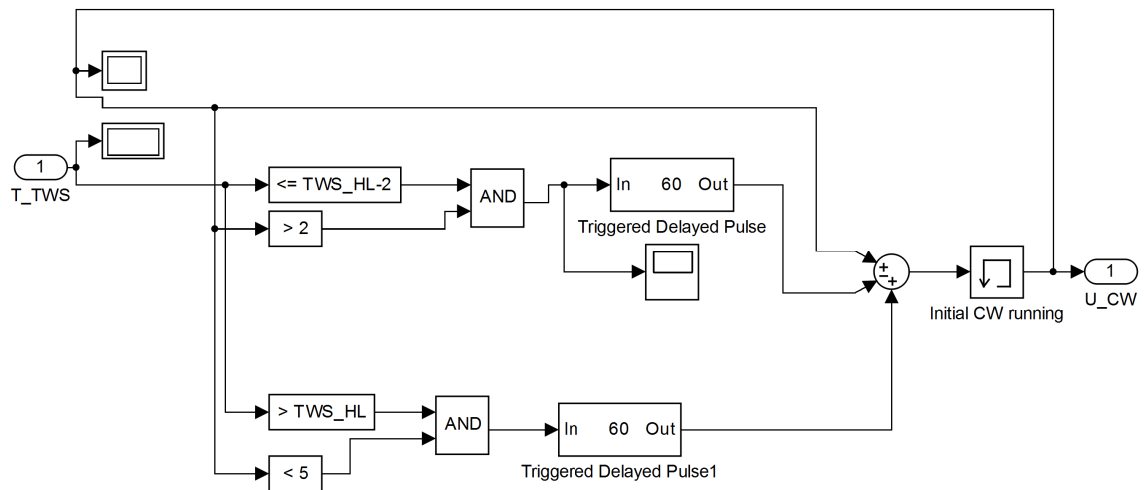 1
T_TWS
<= TWS_HL-2
> 2
AND
In 60 Out
Triggered Delayed Pulse
+
−
+
Initial CW running
1
U_CW
> TWS_HL
< 5
AND
In 60 Out
Triggered Delayed Pulse1